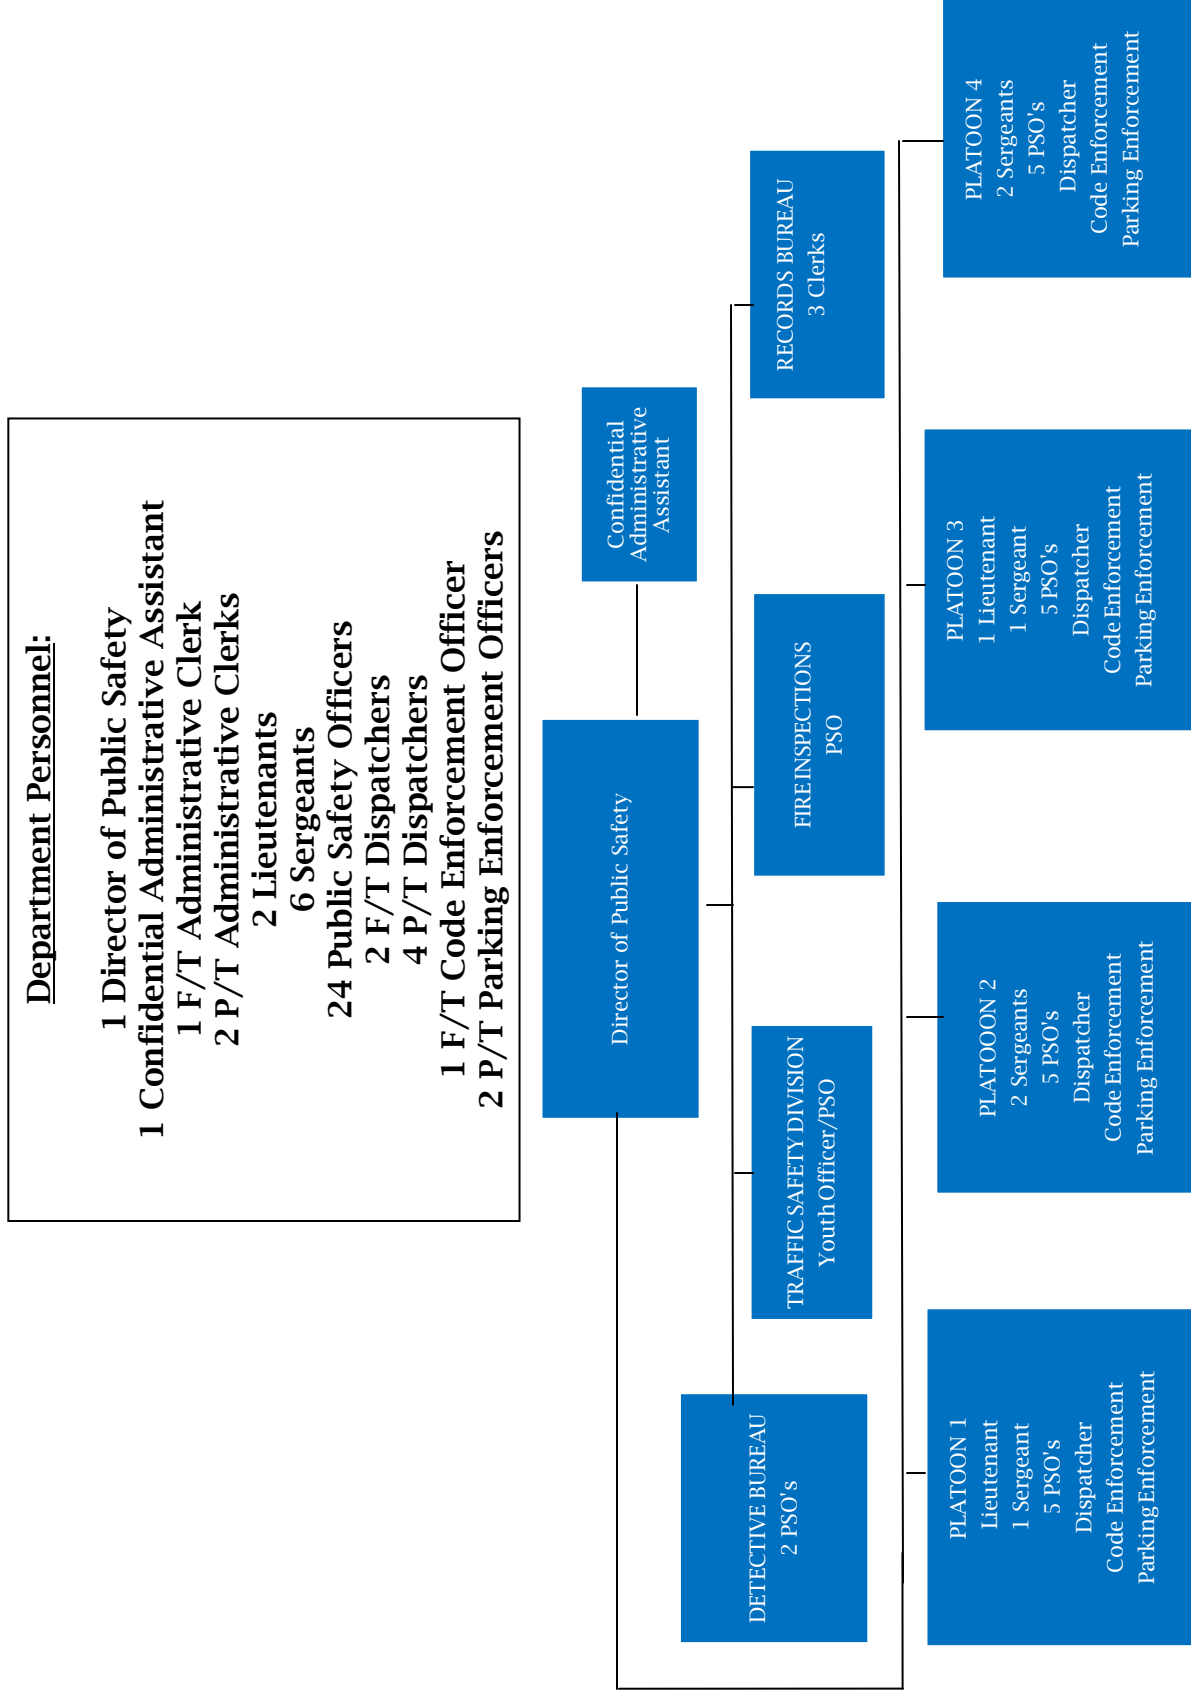 Department Personnel:
1 Director of Public Safety
1 Confidential Administrative Assistant
1 F/T Administrative Clerk
2 P/T Administrative Clerks
2 Lieutenants
6 Sergeants
24 Public Safety Officers
2 F/T Dispatchers
4 P/T Dispatchers
1 F/T Code Enforcement Officer
2 P/T Parking Enforcement Officers
Director of Public Safety
Confidential
Administrative
Assistant
DETECTIVE BUREAU
2 PSO's
TRAFFIC SAFETY DIVISION
Youth Officer/PSO
FIRE INSPECTIONS
PSO
RECORDS BUREAU
3 Clerks
PLATOON 1
Lieutenant
1 Sergeant
5 PSO's
Dispatcher
Code Enforcement
Parking Enforcement
PLATOOON 2
2 Sergeants
5 PSO's
Dispatcher
Code Enforcement
Parking Enforcement
PLATOON 3
1 Lieutenant
1 Sergeant
5 PSO's
Dispatcher
Code Enforcement
Parking Enforcement
PLATOON 4
2 Sergeants
5 PSO's
Dispatcher
Code Enforcement
Parking Enforcement